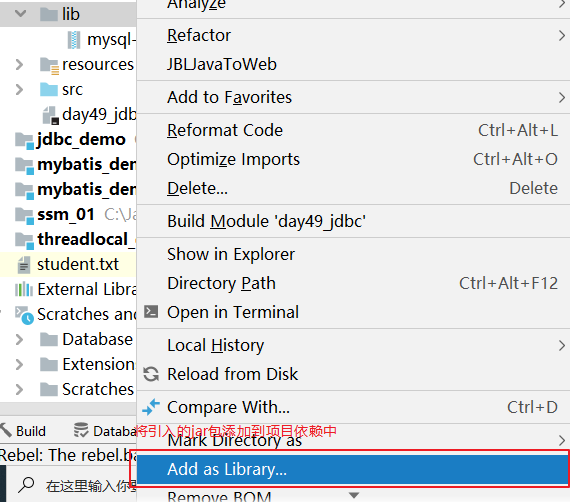 Analyze
lib
Refactor
mysql-
JBLJavaToWeb
resources
src
Add to Favorites
day49_jdb
Reformat Code Ctrl+Alt+L
jdbc_demo
Optimize Imports Ctrl+Alt+O
mybatis_den
Delete... Delete
mybatis_den
ssm_01 C:\Ja
Build Module 'day49_jdbc'
threadlocal_
Show in Explorer
student.txt
Directory Path Ctrl+Alt+F12
External Libra
Open in Terminal
Scratches and
Database
Local History
Extensions
Reload from Disk
Scratches
Compare With... Ctrl+D
Build
Databa
将引入的jar包添加到项目依赖中
Mark Directory as
Rebel: The rebel.ba
Add as Library...
在这里输入你要
Remove BOM